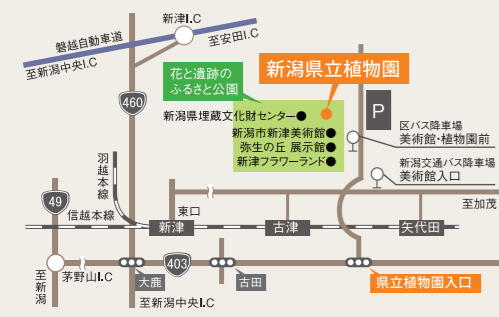 新津I.C
磐越自動車道
至安田I.C
至新潟中央I.C
花と遺跡の
ふるさと公園
新潟県立植物園
460
新潟県埋蔵文化財センター●
P
新潟市新津美術館●
弥生の丘 展示館●
新津フラワーランド●
区バス降車場
美術館・植物園前
新潟交通バス降車場
美術館入口
羽越本線
49
東口
至加茂
信越本線
新津
古津
矢代田
至新潟
茅野山I.C
403
大鹿
古田
県立植物園入口
至新潟中央I.C